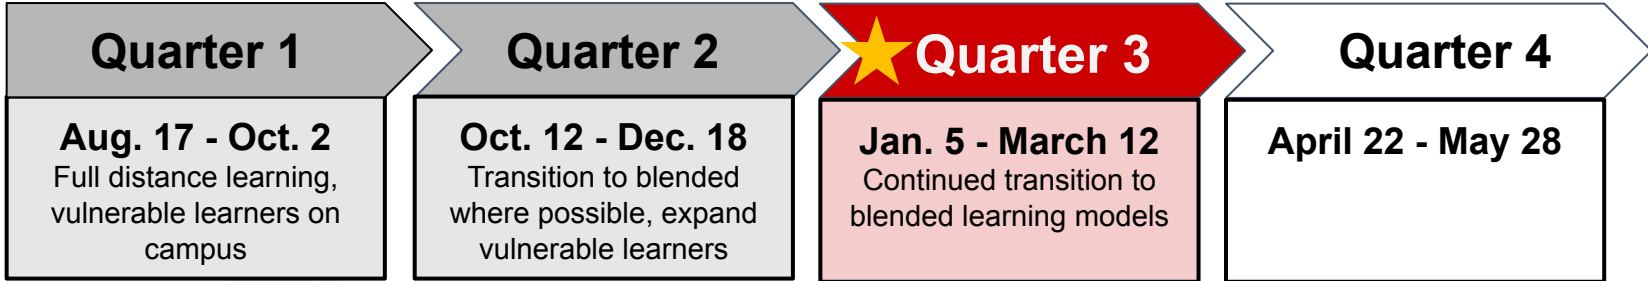 Quarter 1
Aug. 17 - Oct. 2
Full distance learning,
vulnerable learners on
campus
Quarter 2
Oct. 12 - Dec. 18
Transition to blended
where possible, expand
vulnerable learners
Quarter 3
Jan. 5 - March 12
Continued transition to
blended learning models
Quarter 4
April 22 - May 28